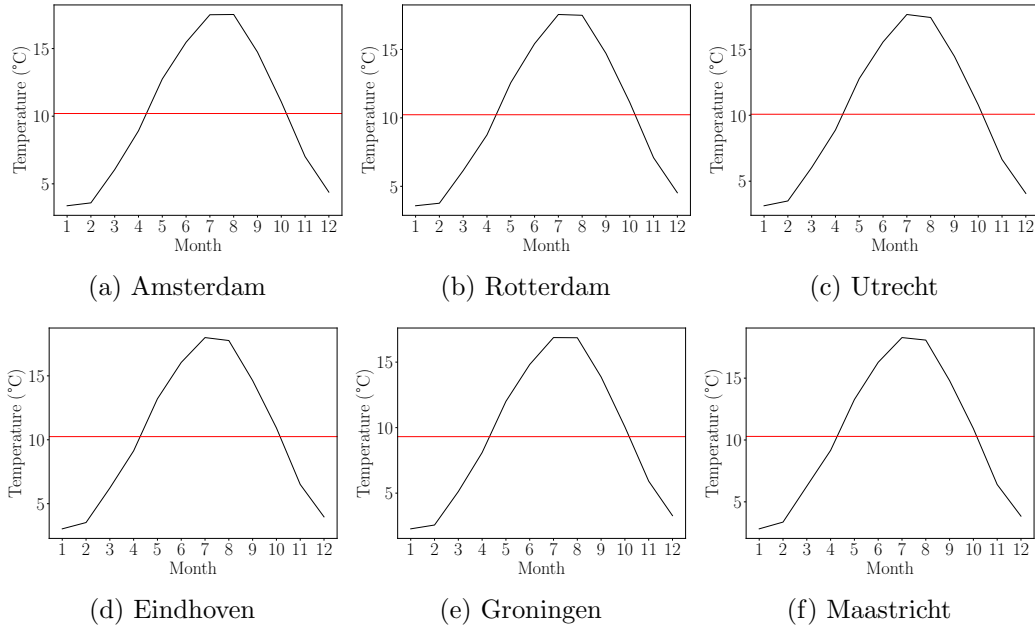 Temperature (°C)
15
10
5
1 2 3 4 5 6 7 8 9 10 11 12
Month
(a) Amsterdam
Temperature (°C)
15
10
5
1 2 3 4 5 6 7 8 9 10 11 12
Month
(b) Rotterdam
Temperature (°C)
15
10
5
1 2 3 4 5 6 7 8 9 10 11 12
Month
(c) Utrecht
Temperature (°C)
15
10
5
1 2 3 4 5 6 7 8 9 10 11 12
Month
(d) Eindhoven
Temperature (°C)
15
10
5
1 2 3 4 5 6 7 8 9 10 11 12
Month
(e) Groningen
Temperature (°C)
15
10
5
1 2 3 4 5 6 7 8 9 10 11 12
Month
(f) Maastricht